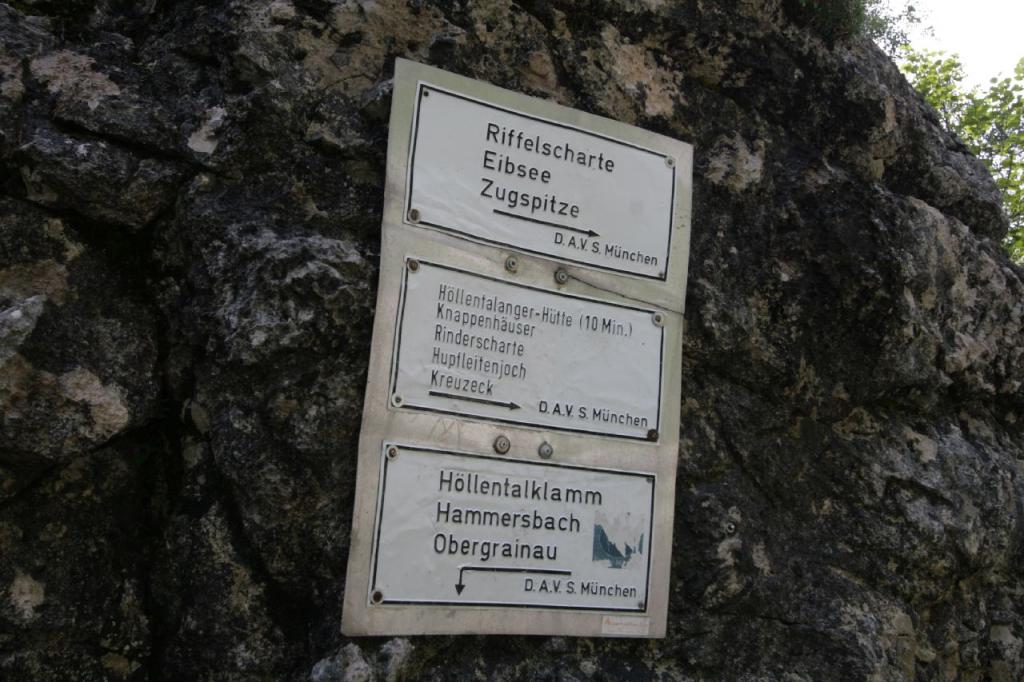 Riffelscharte
Eibsee
Zugspitze
D.A.V. S. München
Höllentalanger-Hütte (10 Min.)
Knappenhäuser
Rinderscharte
Hupfleitenjoch
Kreuzeck
D.A.V. S. München
Höllentalklamm
Hammersbach
Obergrainau
D.A.V. S. München